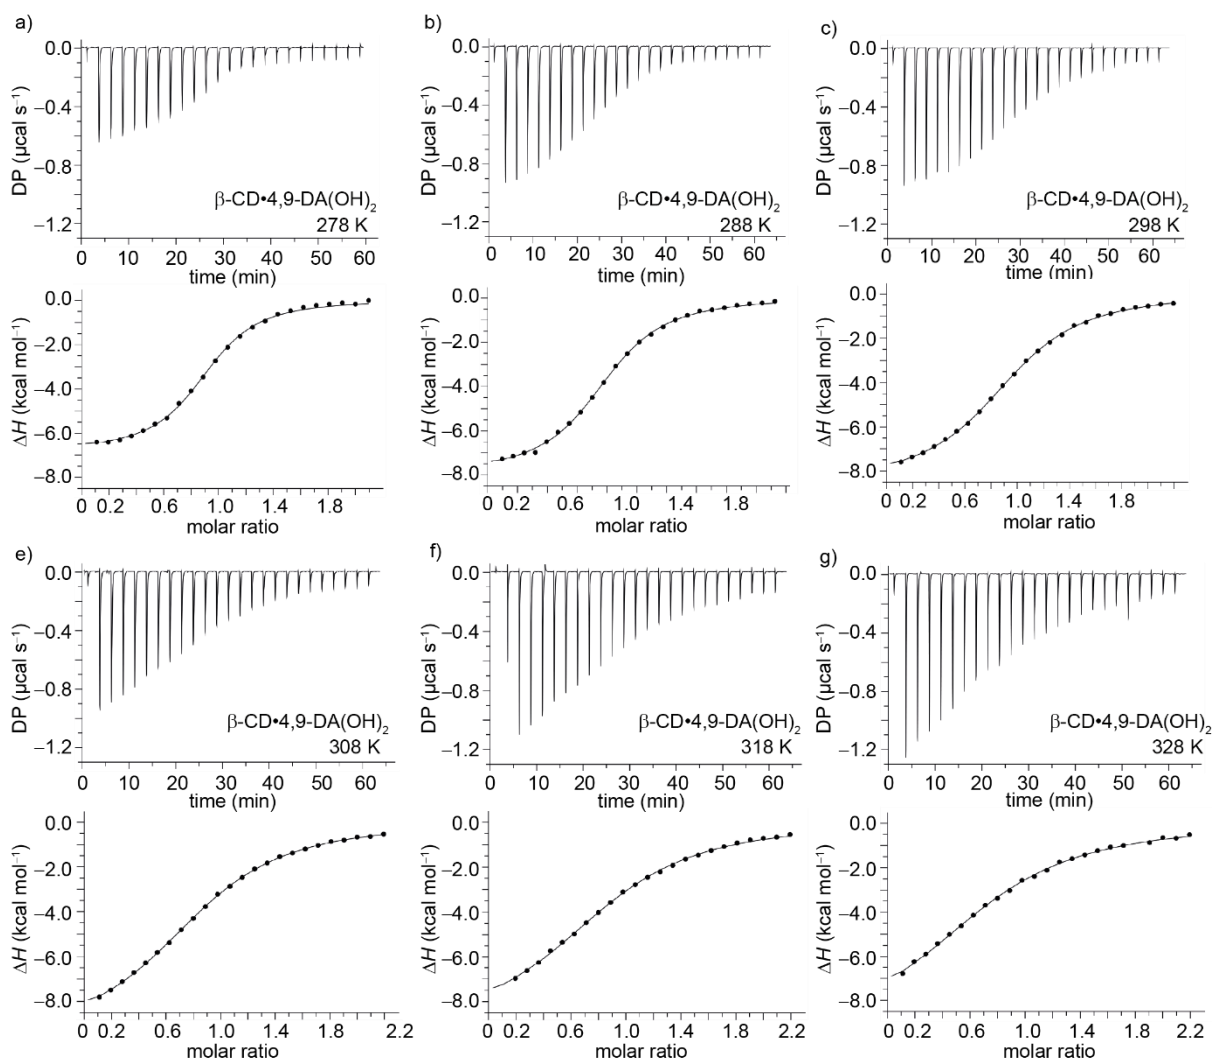 a)
0.0
−0.4
−0.8
−1.2
DP (μcal s⁻¹)
β-CD•4,9-DA(OH)₂
278 K
0 10 20 30 40 50 60
time (min)
0.0
−2.0
−4.0
−6.0
−8.0
ΔH (kcal mol⁻¹)
0 0.2 0.6 1.0 1.4 1.8
molar ratio
b)
0.0
−0.4
−0.8
−1.2
DP (μcal s⁻¹)
β-CD•4,9-DA(OH)₂
288 K
0 10 20 30 40 50 60
time (min)
0.0
−2.0
−4.0
−6.0
−8.0
ΔH (kcal mol⁻¹)
0 0.2 0.6 1.0 1.4 1.8
molar ratio
c)
0.0
−0.4
−0.8
−1.2
DP (μcal s⁻¹)
β-CD•4,9-DA(OH)₂
298 K
0 10 20 30 40 50 60
time (min)
0.0
−2.0
−4.0
−6.0
−8.0
ΔH (kcal mol⁻¹)
0 0.2 0.6 1.0 1.4 1.8
molar ratio
e)
0.0
−0.4
−0.8
−1.2
DP (μcal s⁻¹)
β-CD•4,9-DA(OH)₂
308 K
0 10 20 30 40 50 60
time (min)
0.0
−2.0
−4.0
−6.0
−8.0
ΔH (kcal mol⁻¹)
0 0.2 0.6 1.0 1.4 1.8 2.2
molar ratio
f)
0.0
−0.4
−0.8
−1.2
DP (μcal s⁻¹)
β-CD•4,9-DA(OH)₂
318 K
0 10 20 30 40 50 60
time (min)
0.0
−2.0
−4.0
−6.0
−8.0
ΔH (kcal mol⁻¹)
0 0.2 0.6 1.0 1.4 1.8 2.2
molar ratio
g)
0.0
−0.4
−0.8
−1.2
DP (μcal s⁻¹)
β-CD•4,9-DA(OH)₂
328 K
0 10 20 30 40 50 60
time (min)
0.0
−2.0
−4.0
−6.0
−8.0
ΔH (kcal mol⁻¹)
0 0.2 0.6 1.0 1.4 1.8 2.2
molar ratio